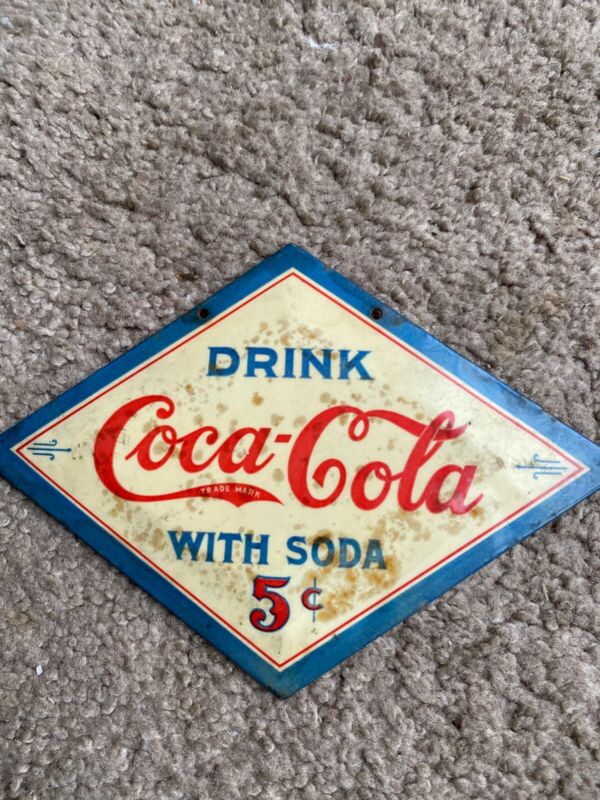 DRINK
Coca-Cola
TRADE MARK
WITH SODA
5¢